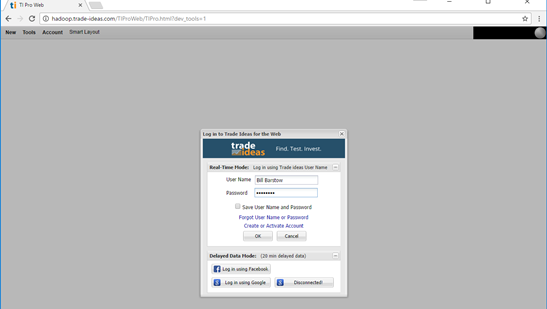 TI Pro Web
hadoop.trade-ideas.com/TIProWeb/TIPro.html?dev_tools=1
New Tools Account Smart Layout
Log in to Trade Ideas for the Web
trade ideas Find. Test. Invest.
Real-Time Mode: Log in using Trade ideas User Name
User Name Bill Barstow
Password ••••••••
Save User Name and Password
Forgot User Name or Password
Create or Activate Account
OK Cancel
Delayed Data Mode: (20 min delayed data)
Log in using Facebook
Log in using Google Disconnected!